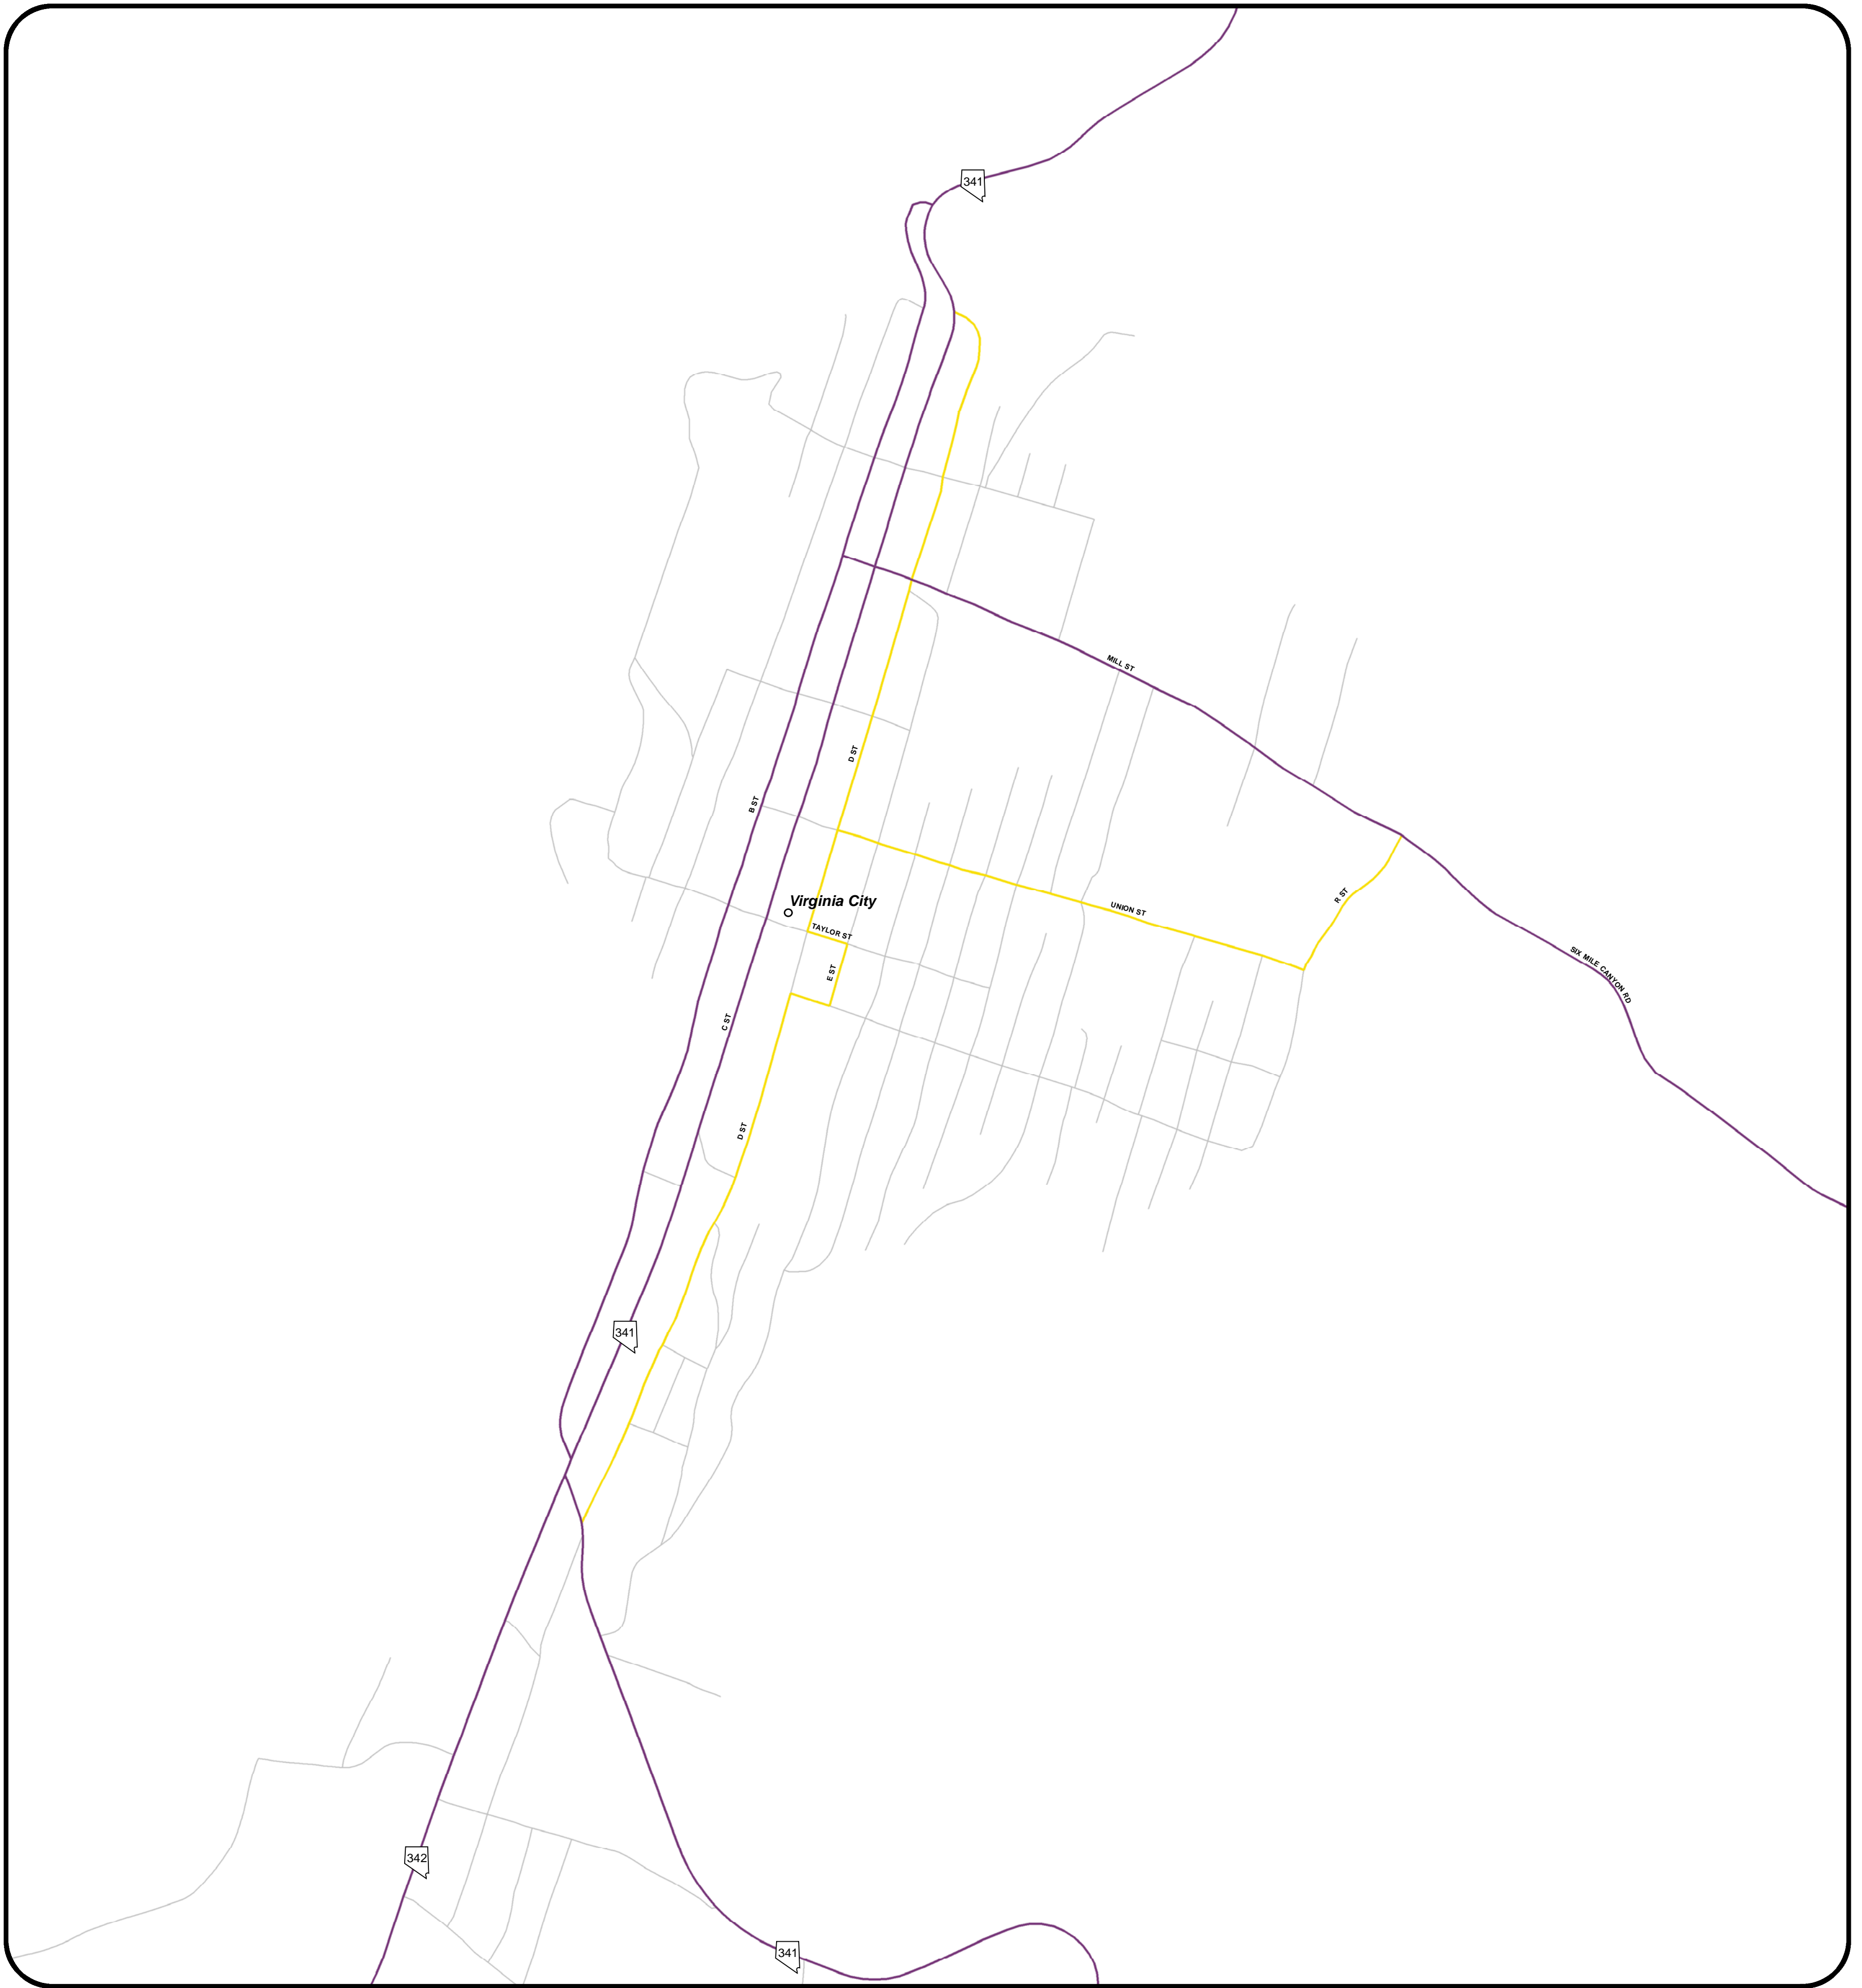 341
MILL ST
D ST
B ST
R ST
Virginia City
UNION ST
TAYLOR ST
SIX MILE CANYON RD
E ST
C ST
D ST
341
342
341